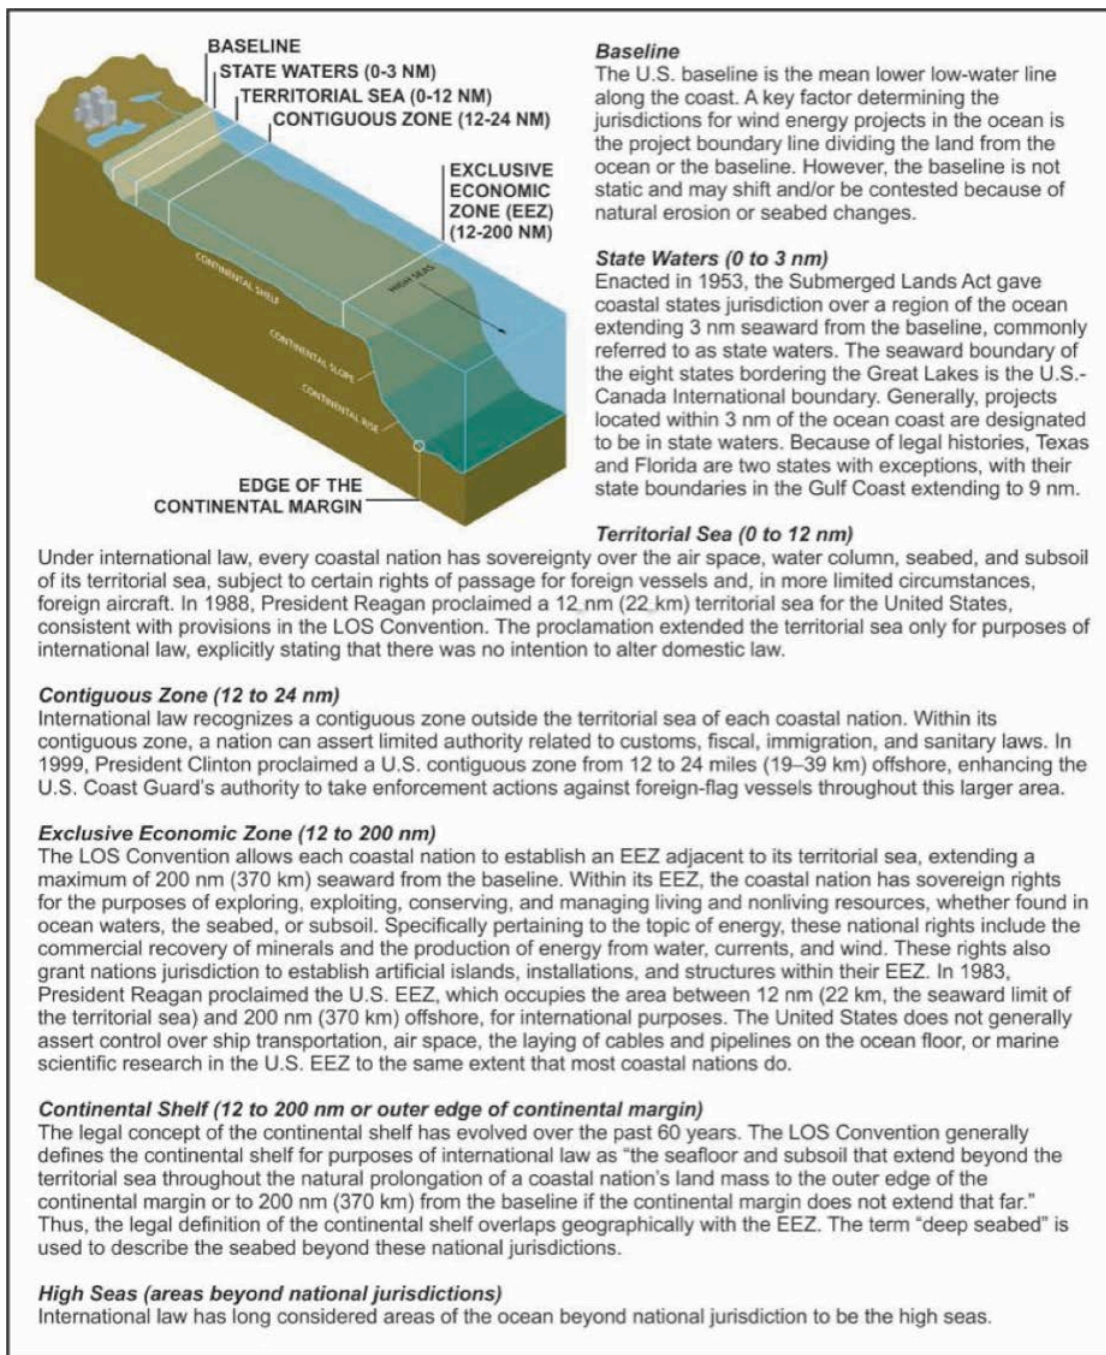 BASELINE
STATE WATERS (0-3 NM)
TERRITORIAL SEA (0-12 NM)
CONTIGUOUS ZONE (12-24 NM)
EXCLUSIVE
ECONOMIC
ZONE (EEZ)
(12-200 NM)
HIGH SEAS
CONTINENTAL SHELF
CONTINENTAL SLOPE
CONTINENTAL RISE
EDGE OF THE
CONTINENTAL MARGIN
Baseline
The U.S. baseline is the mean lower low-water line
along the coast. A key factor determining the
jurisdictions for wind energy projects in the ocean is
the project boundary line dividing the land from the
ocean or the baseline. However, the baseline is not
static and may shift and/or be contested because of
natural erosion or seabed changes.
State Waters (0 to 3 nm)
Enacted in 1953, the Submerged Lands Act gave
coastal states jurisdiction over a region of the ocean
extending 3 nm seaward from the baseline, commonly
referred to as state waters. The seaward boundary of
the eight states bordering the Great Lakes is the U.S.-
Canada International boundary. Generally, projects
located within 3 nm of the ocean coast are designated
to be in state waters. Because of legal histories, Texas
and Florida are two states with exceptions, with their
state boundaries in the Gulf Coast extending to 9 nm.
Territorial Sea (0 to 12 nm)
Under international law, every coastal nation has sovereignty over the air space, water column, seabed, and subsoil
of its territorial sea, subject to certain rights of passage for foreign vessels and, in more limited circumstances,
foreign aircraft. In 1988, President Reagan proclaimed a 12 nm (22 km) territorial sea for the United States,
consistent with provisions in the LOS Convention. The proclamation extended the territorial sea only for purposes of
international law, explicitly stating that there was no intention to alter domestic law.
Contiguous Zone (12 to 24 nm)
International law recognizes a contiguous zone outside the territorial sea of each coastal nation. Within its
contiguous zone, a nation can assert limited authority related to customs, fiscal, immigration, and sanitary laws. In
1999, President Clinton proclaimed a U.S. contiguous zone from 12 to 24 miles (19–39 km) offshore, enhancing the
U.S. Coast Guard's authority to take enforcement actions against foreign-flag vessels throughout this larger area.
Exclusive Economic Zone (12 to 200 nm)
The LOS Convention allows each coastal nation to establish an EEZ adjacent to its territorial sea, extending a
maximum of 200 nm (370 km) seaward from the baseline. Within its EEZ, the coastal nation has sovereign rights
for the purposes of exploring, exploiting, conserving, and managing living and nonliving resources, whether found in
ocean waters, the seabed, or subsoil. Specifically pertaining to the topic of energy, these national rights include the
commercial recovery of minerals and the production of energy from water, currents, and wind. These rights also
grant nations jurisdiction to establish artificial islands, installations, and structures within their EEZ. In 1983,
President Reagan proclaimed the U.S. EEZ, which occupies the area between 12 nm (22 km, the seaward limit of
the territorial sea) and 200 nm (370 km) offshore, for international purposes. The United States does not generally
assert control over ship transportation, air space, the laying of cables and pipelines on the ocean floor, or marine
scientific research in the U.S. EEZ to the same extent that most coastal nations do.
Continental Shelf (12 to 200 nm or outer edge of continental margin)
The legal concept of the continental shelf has evolved over the past 60 years. The LOS Convention generally
defines the continental shelf for purposes of international law as "the seafloor and subsoil that extend beyond the
territorial sea throughout the natural prolongation of a coastal nation's land mass to the outer edge of the
continental margin or to 200 nm (370 km) from the baseline if the continental margin does not extend that far."
Thus, the legal definition of the continental shelf overlaps geographically with the EEZ. The term "deep seabed" is
used to describe the seabed beyond these national jurisdictions.
High Seas (areas beyond national jurisdictions)
International law has long considered areas of the ocean beyond national jurisdiction to be the high seas.